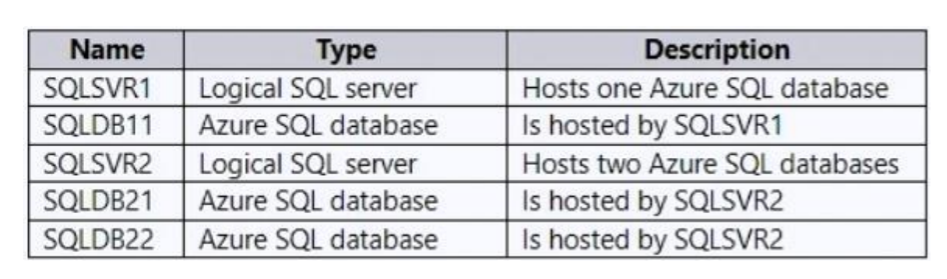 Name Type Description
SQLSVR1 Logical SQL server Hosts one Azure SQL database
SQLDB11 Azure SQL database Is hosted by SQLSVR1
SQLSVR2 Logical SQL server Hosts two Azure SQL databases
SQLDB21 Azure SQL database Is hosted by SQLSVR2
SQLDB22 Azure SQL database Is hosted by SQLSVR2